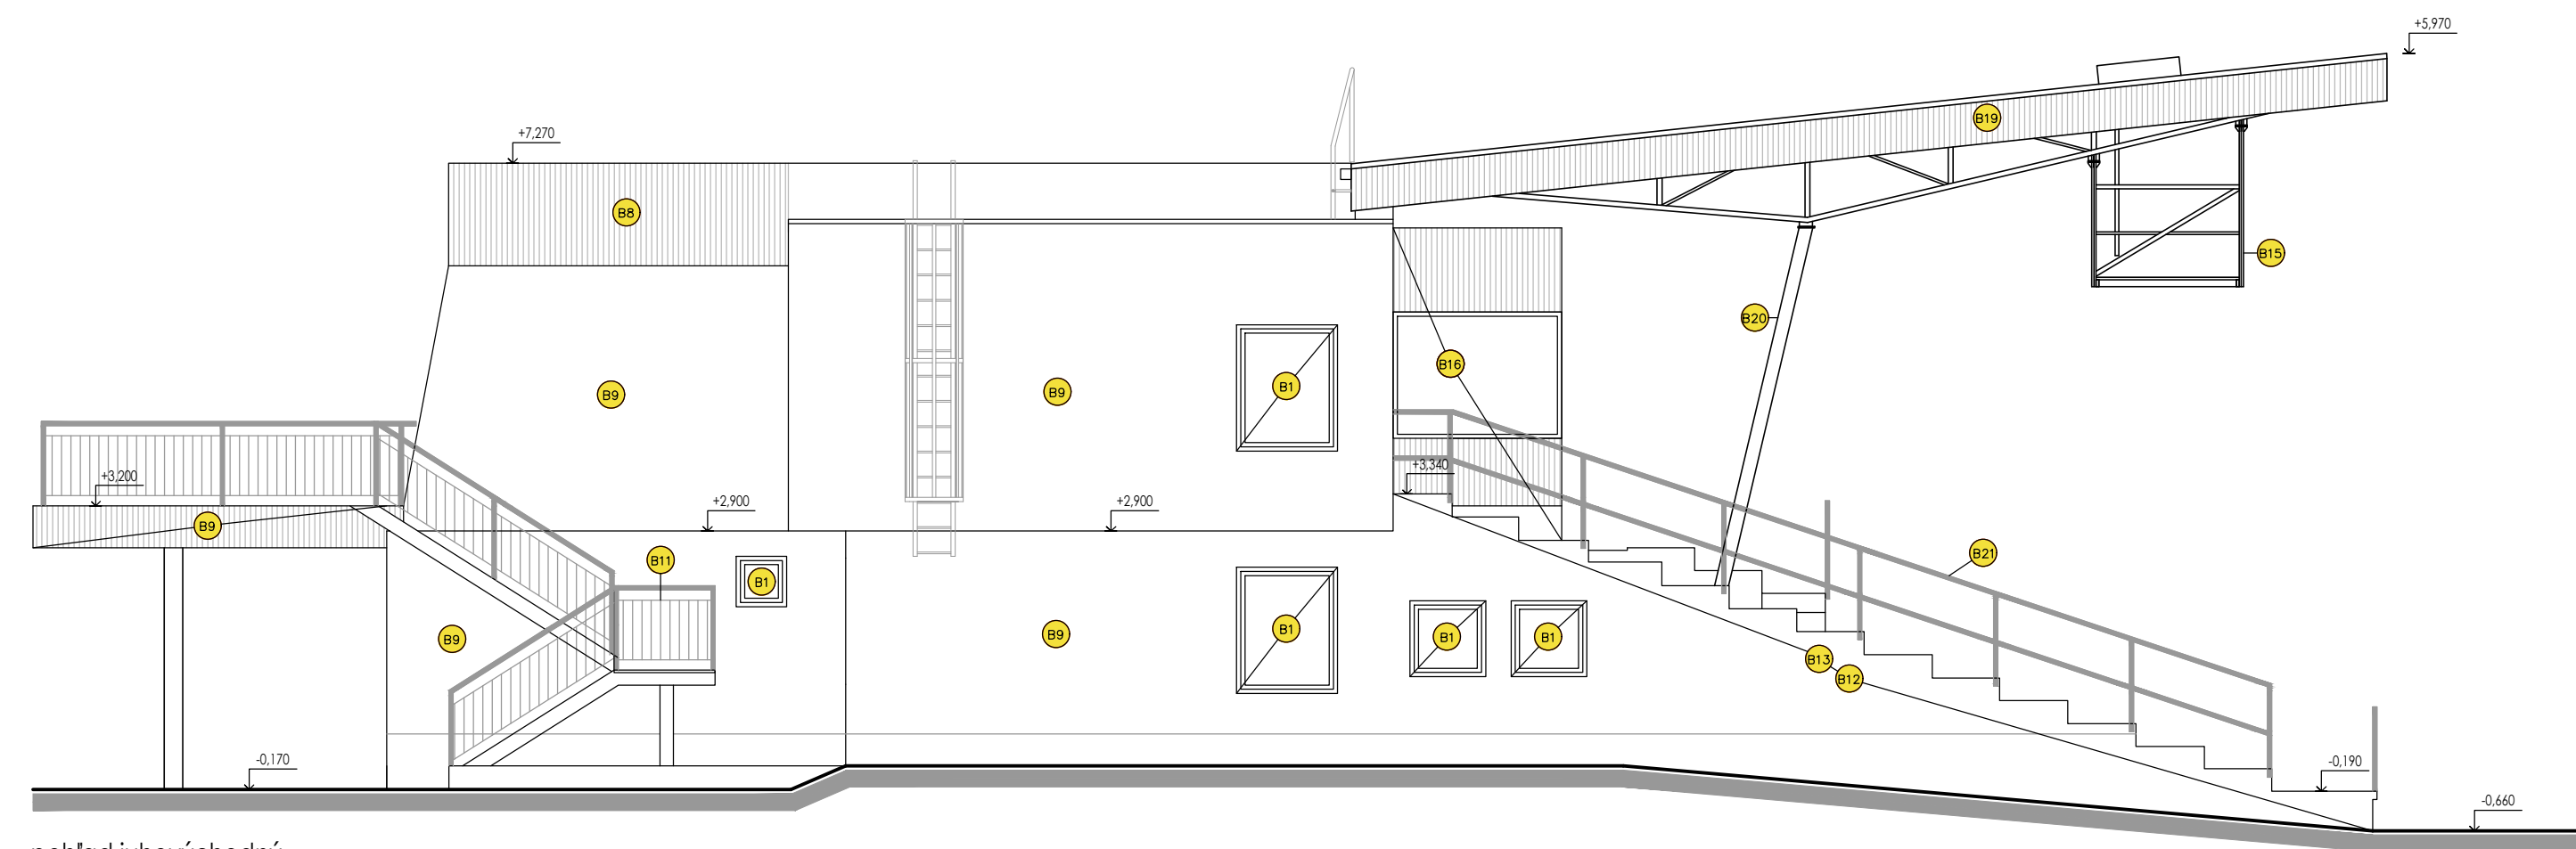 +5,970
B19
+7,270
B8
B15
B20
B16
B1
B9
B9
+3,200
+3,340
+2,900
+2,900
B9
B11
B21
B1
B9
B9
B1
B1
B1
B13
B12
-0,170
-0,190
-0,660